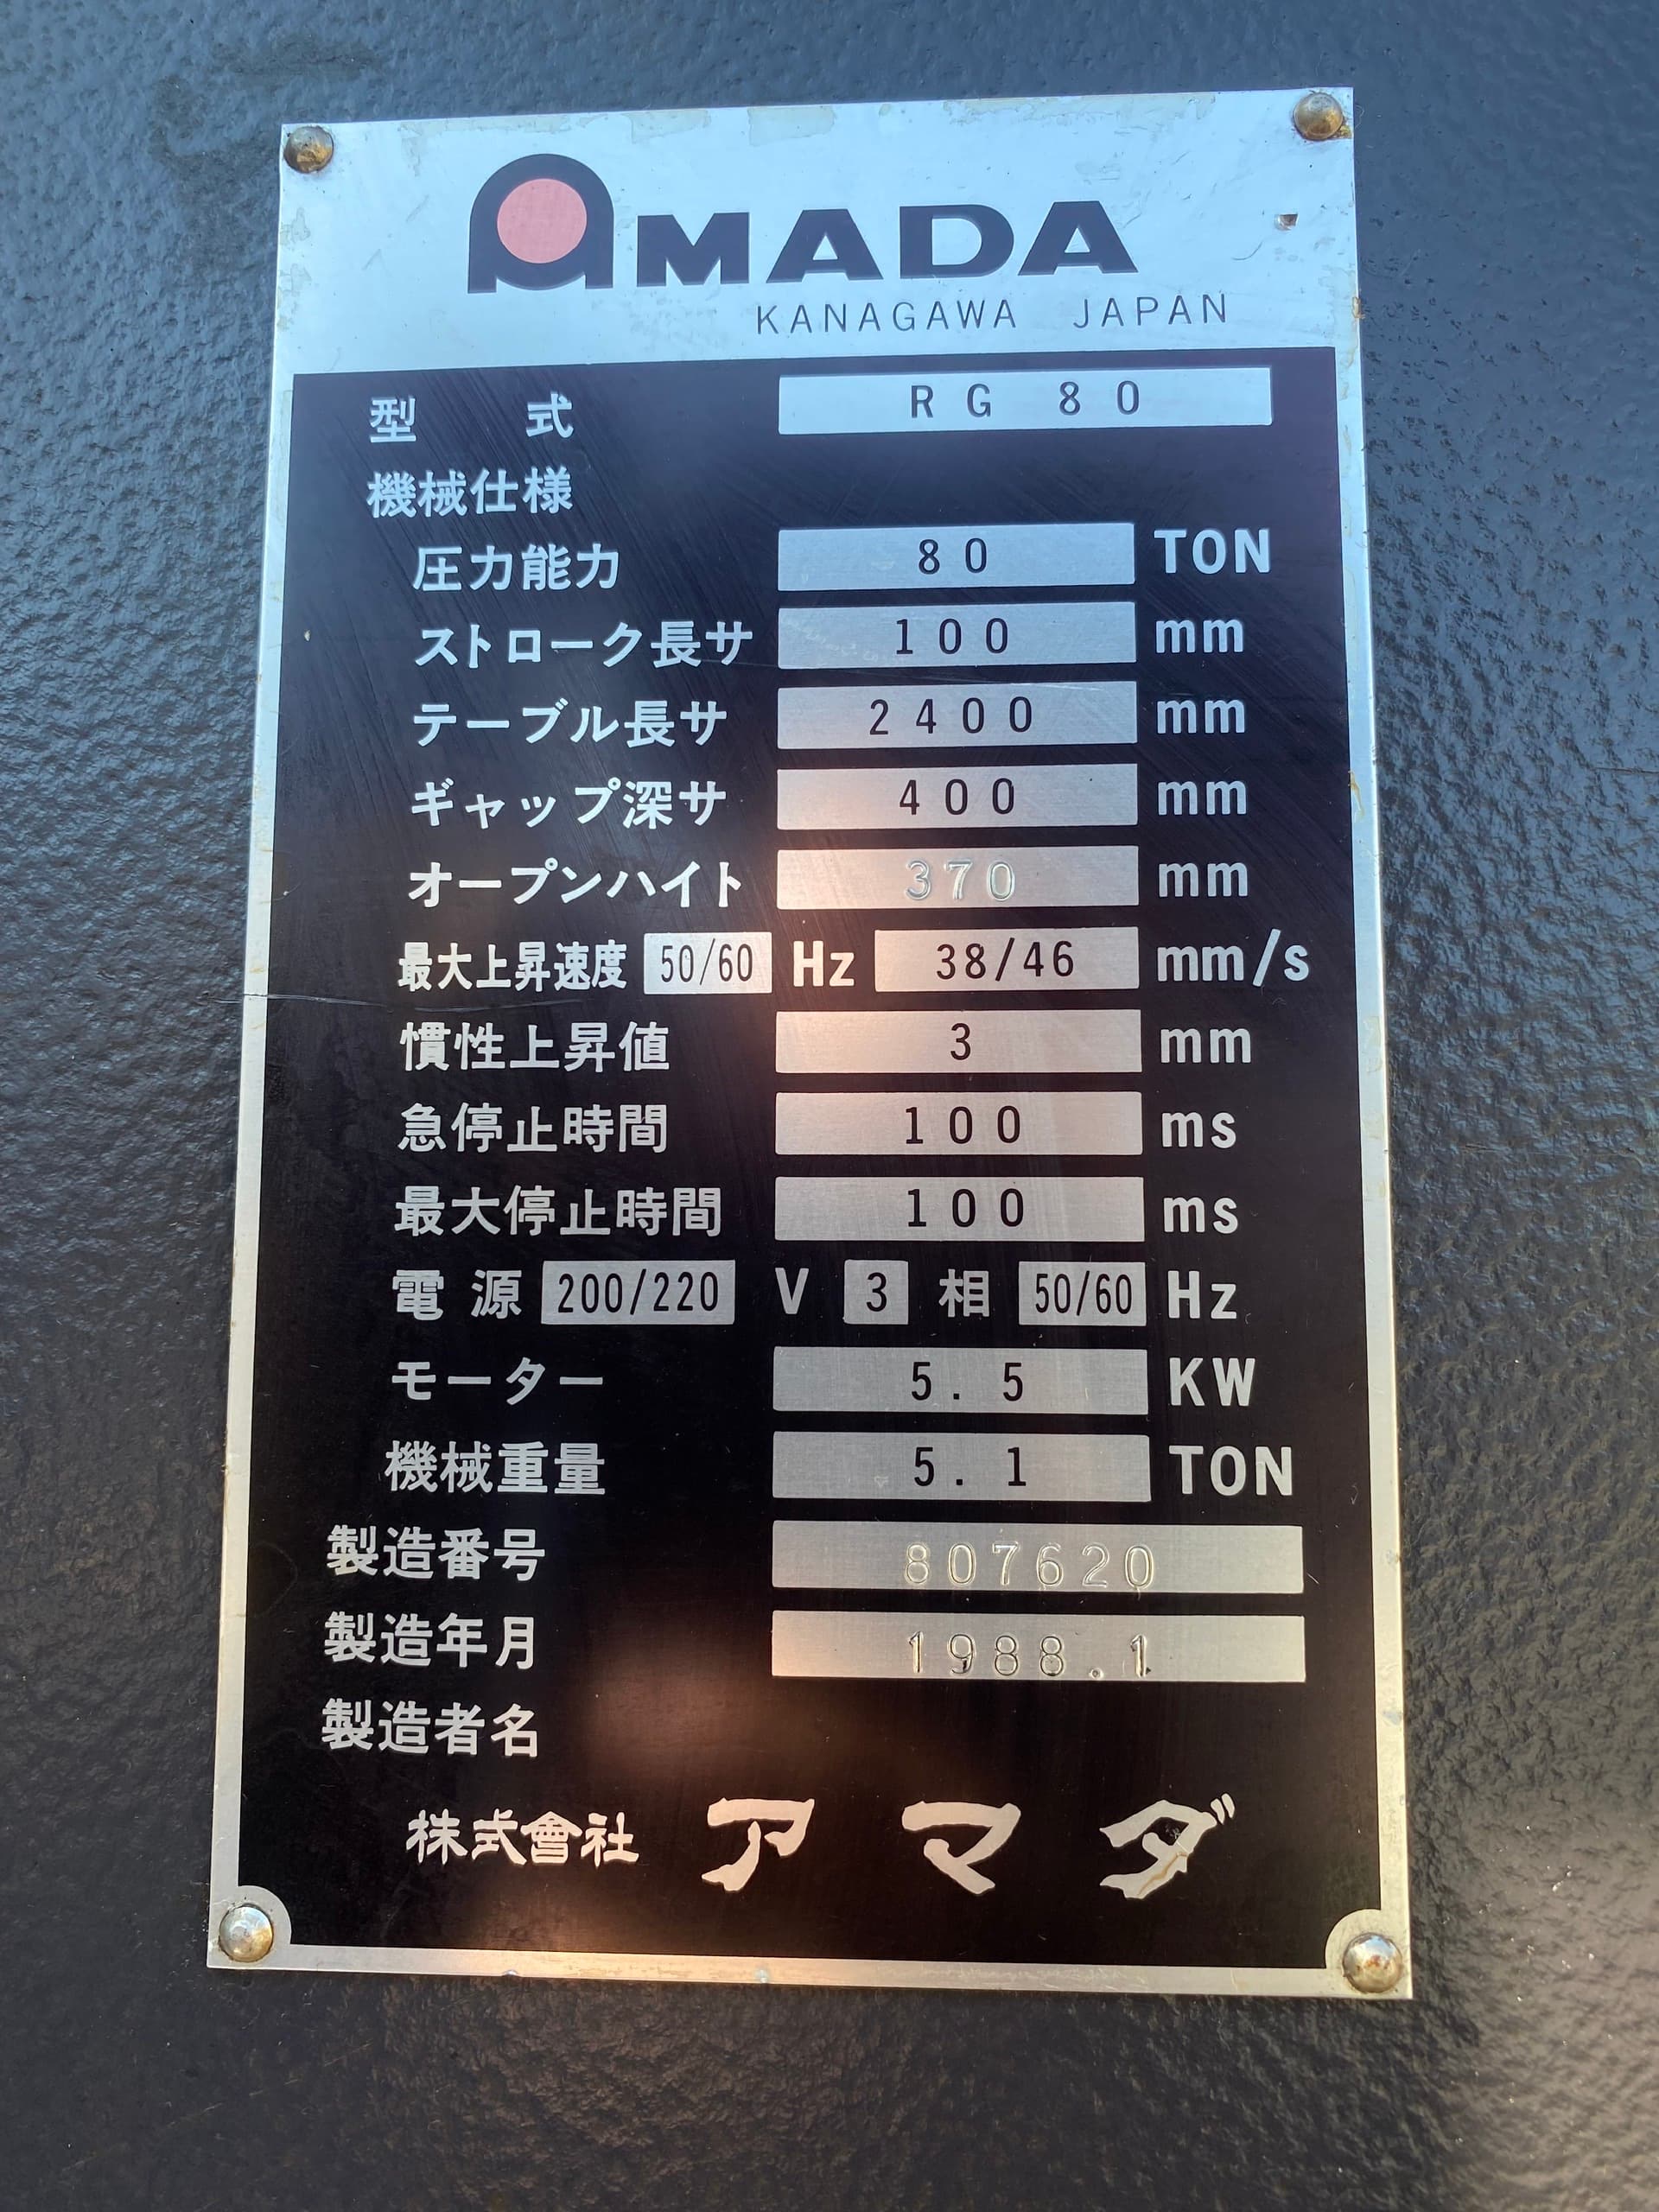 AMADA
KANAGAWA JAPAN
型式 RG 80
機械仕様
圧力能力 80 TON
ストローク長サ 100 mm
テーブル長サ 2400 mm
ギャップ深サ 400 mm
オープンハイト 370 mm
最大上昇速度 50/60 Hz 38/46 mm/s
慣性上昇値 3 mm
急停止時間 100 ms
最大停止時間 100 ms
電源 200/220 V 3 相 50/60 Hz
モーター 5.5 KW
機械重量 5.1 TON
製造番号 807620
製造年月 1988.1
製造者名
株式會社 アマダ